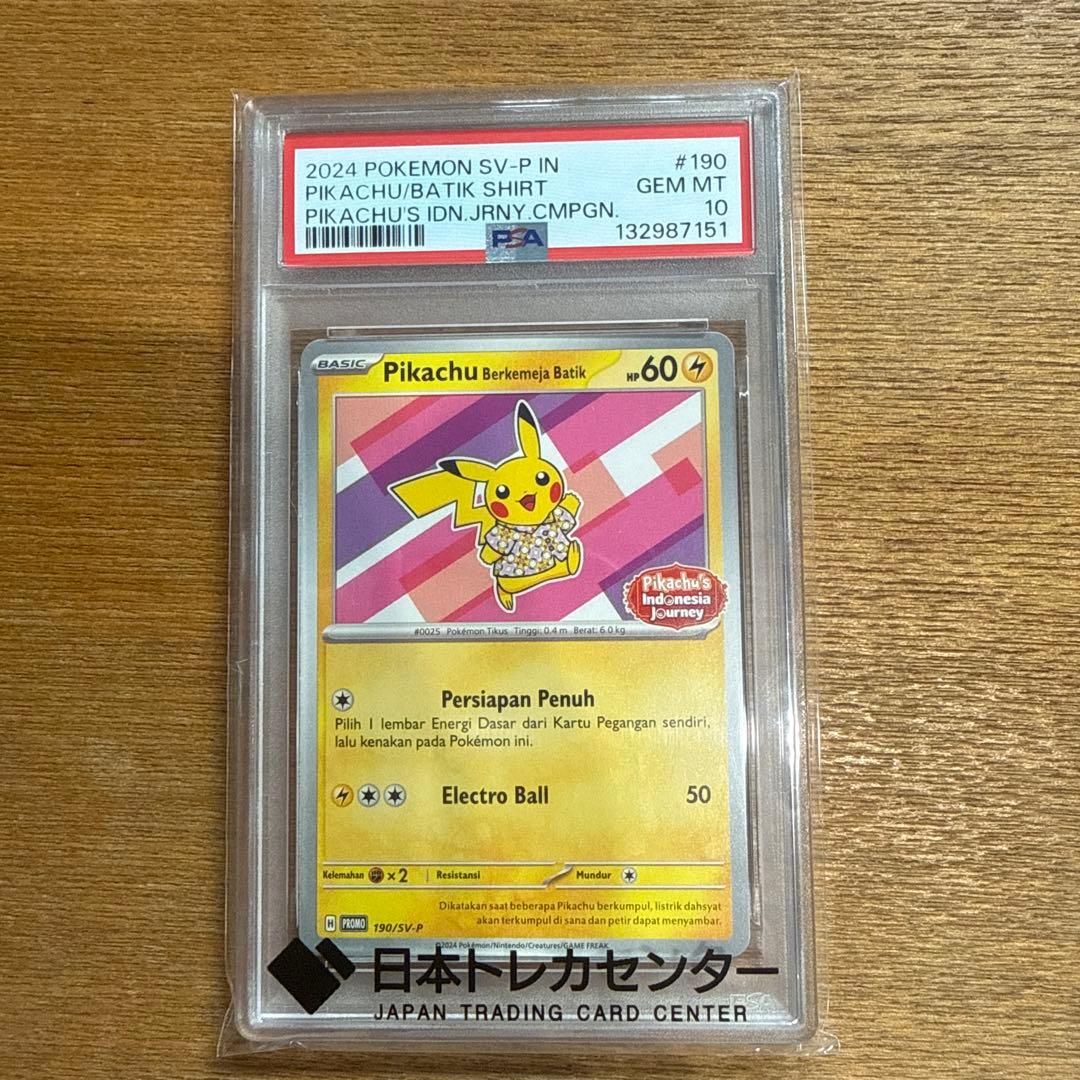 2024 POKEMON SV-P IN #190
PIKACHU/BATIK SHIRT GEM MT
PIKACHU'S IDN.JRNY.CMPGN. 10
PSA 132987151
BASIC Pikachu Berkemeja Batik HP 60
Pikachu's
Indonesia
Journey
#0025 Pokémon Tikus Tinggi: 0.4 m Berat: 6.0 kg
Persiapan Penuh
Pilih 1 lembar Energi Dasar dari Kartu Pegangan sendiri,
lalu kenakan pada Pokémon ini.
Electro Ball 50
Kelemahan ×2 Resistansi Mundur
Dikatakan saat beberapa Pikachu berkumpul, listrik dahsyat
akan terkumpul di sana dan petir dapat menyambar.
H PROMO 190/SV-P
©2024 Pokémon/Nintendo/Creatures/GAME FREAK
日本トレカセンター
JAPAN TRADING CARD CENTER